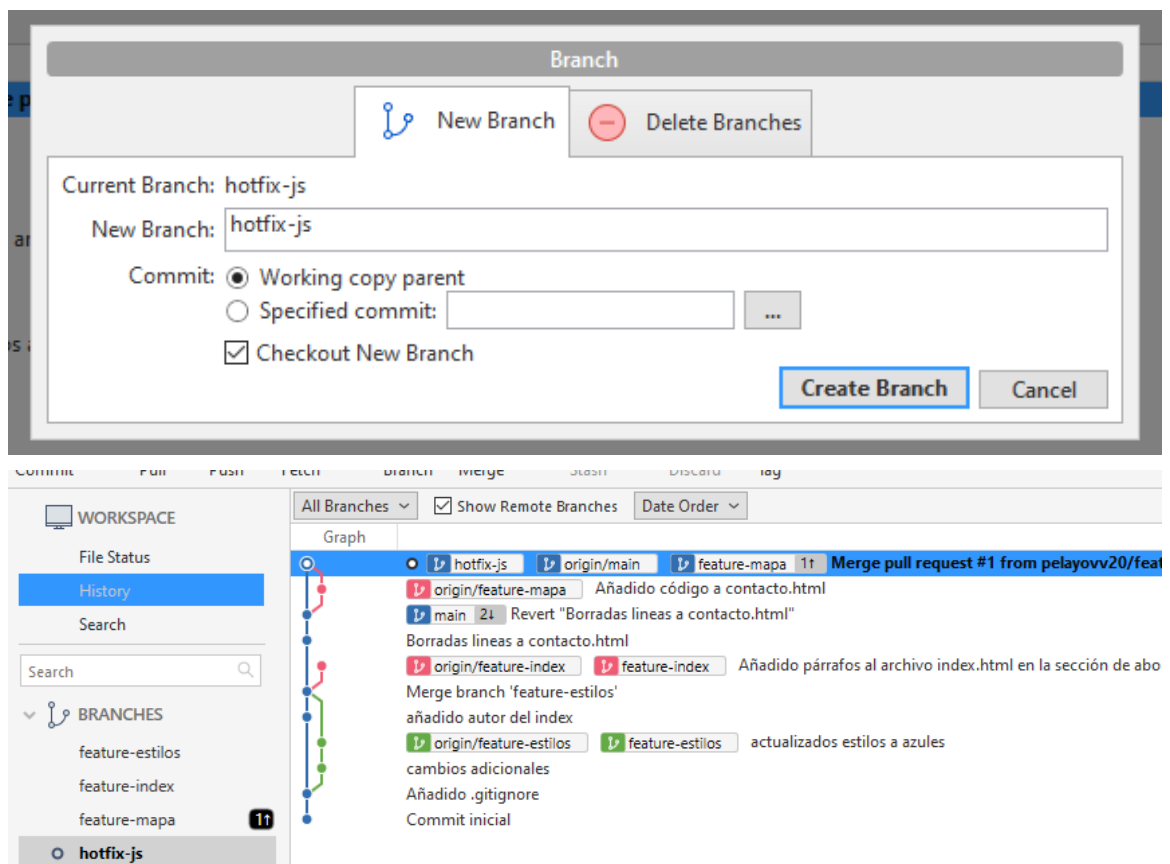 Branch
New Branch
Delete Branches
Current Branch: hotfix-js
New Branch: hotfix-js
Commit: Working copy parent
Specified commit: ...
Checkout New Branch
Create Branch Cancel
Commit Pull Push Fetch Branch Merge Stash Discard Tag
WORKSPACE
File Status
History
Search
Search
BRANCHES
feature-estilos
feature-index
feature-mapa 1↑
hotfix-js
All Branches Show Remote Branches Date Order
Graph
hotfix-js origin/main feature-mapa 1↑ Merge pull request #1 from pelayovv20/feat
origin/feature-mapa Añadido código a contacto.html
main 2↓ Revert "Borradas lineas a contacto.html"
Borradas lineas a contacto.html
origin/feature-index feature-index Añadido párrafos al archivo index.html en la sección de abo
Merge branch 'feature-estilos'
añadido autor del index
origin/feature-estilos feature-estilos actualizados estilos a azules
cambios adicionales
Añadido .gitignore
Commit inicial